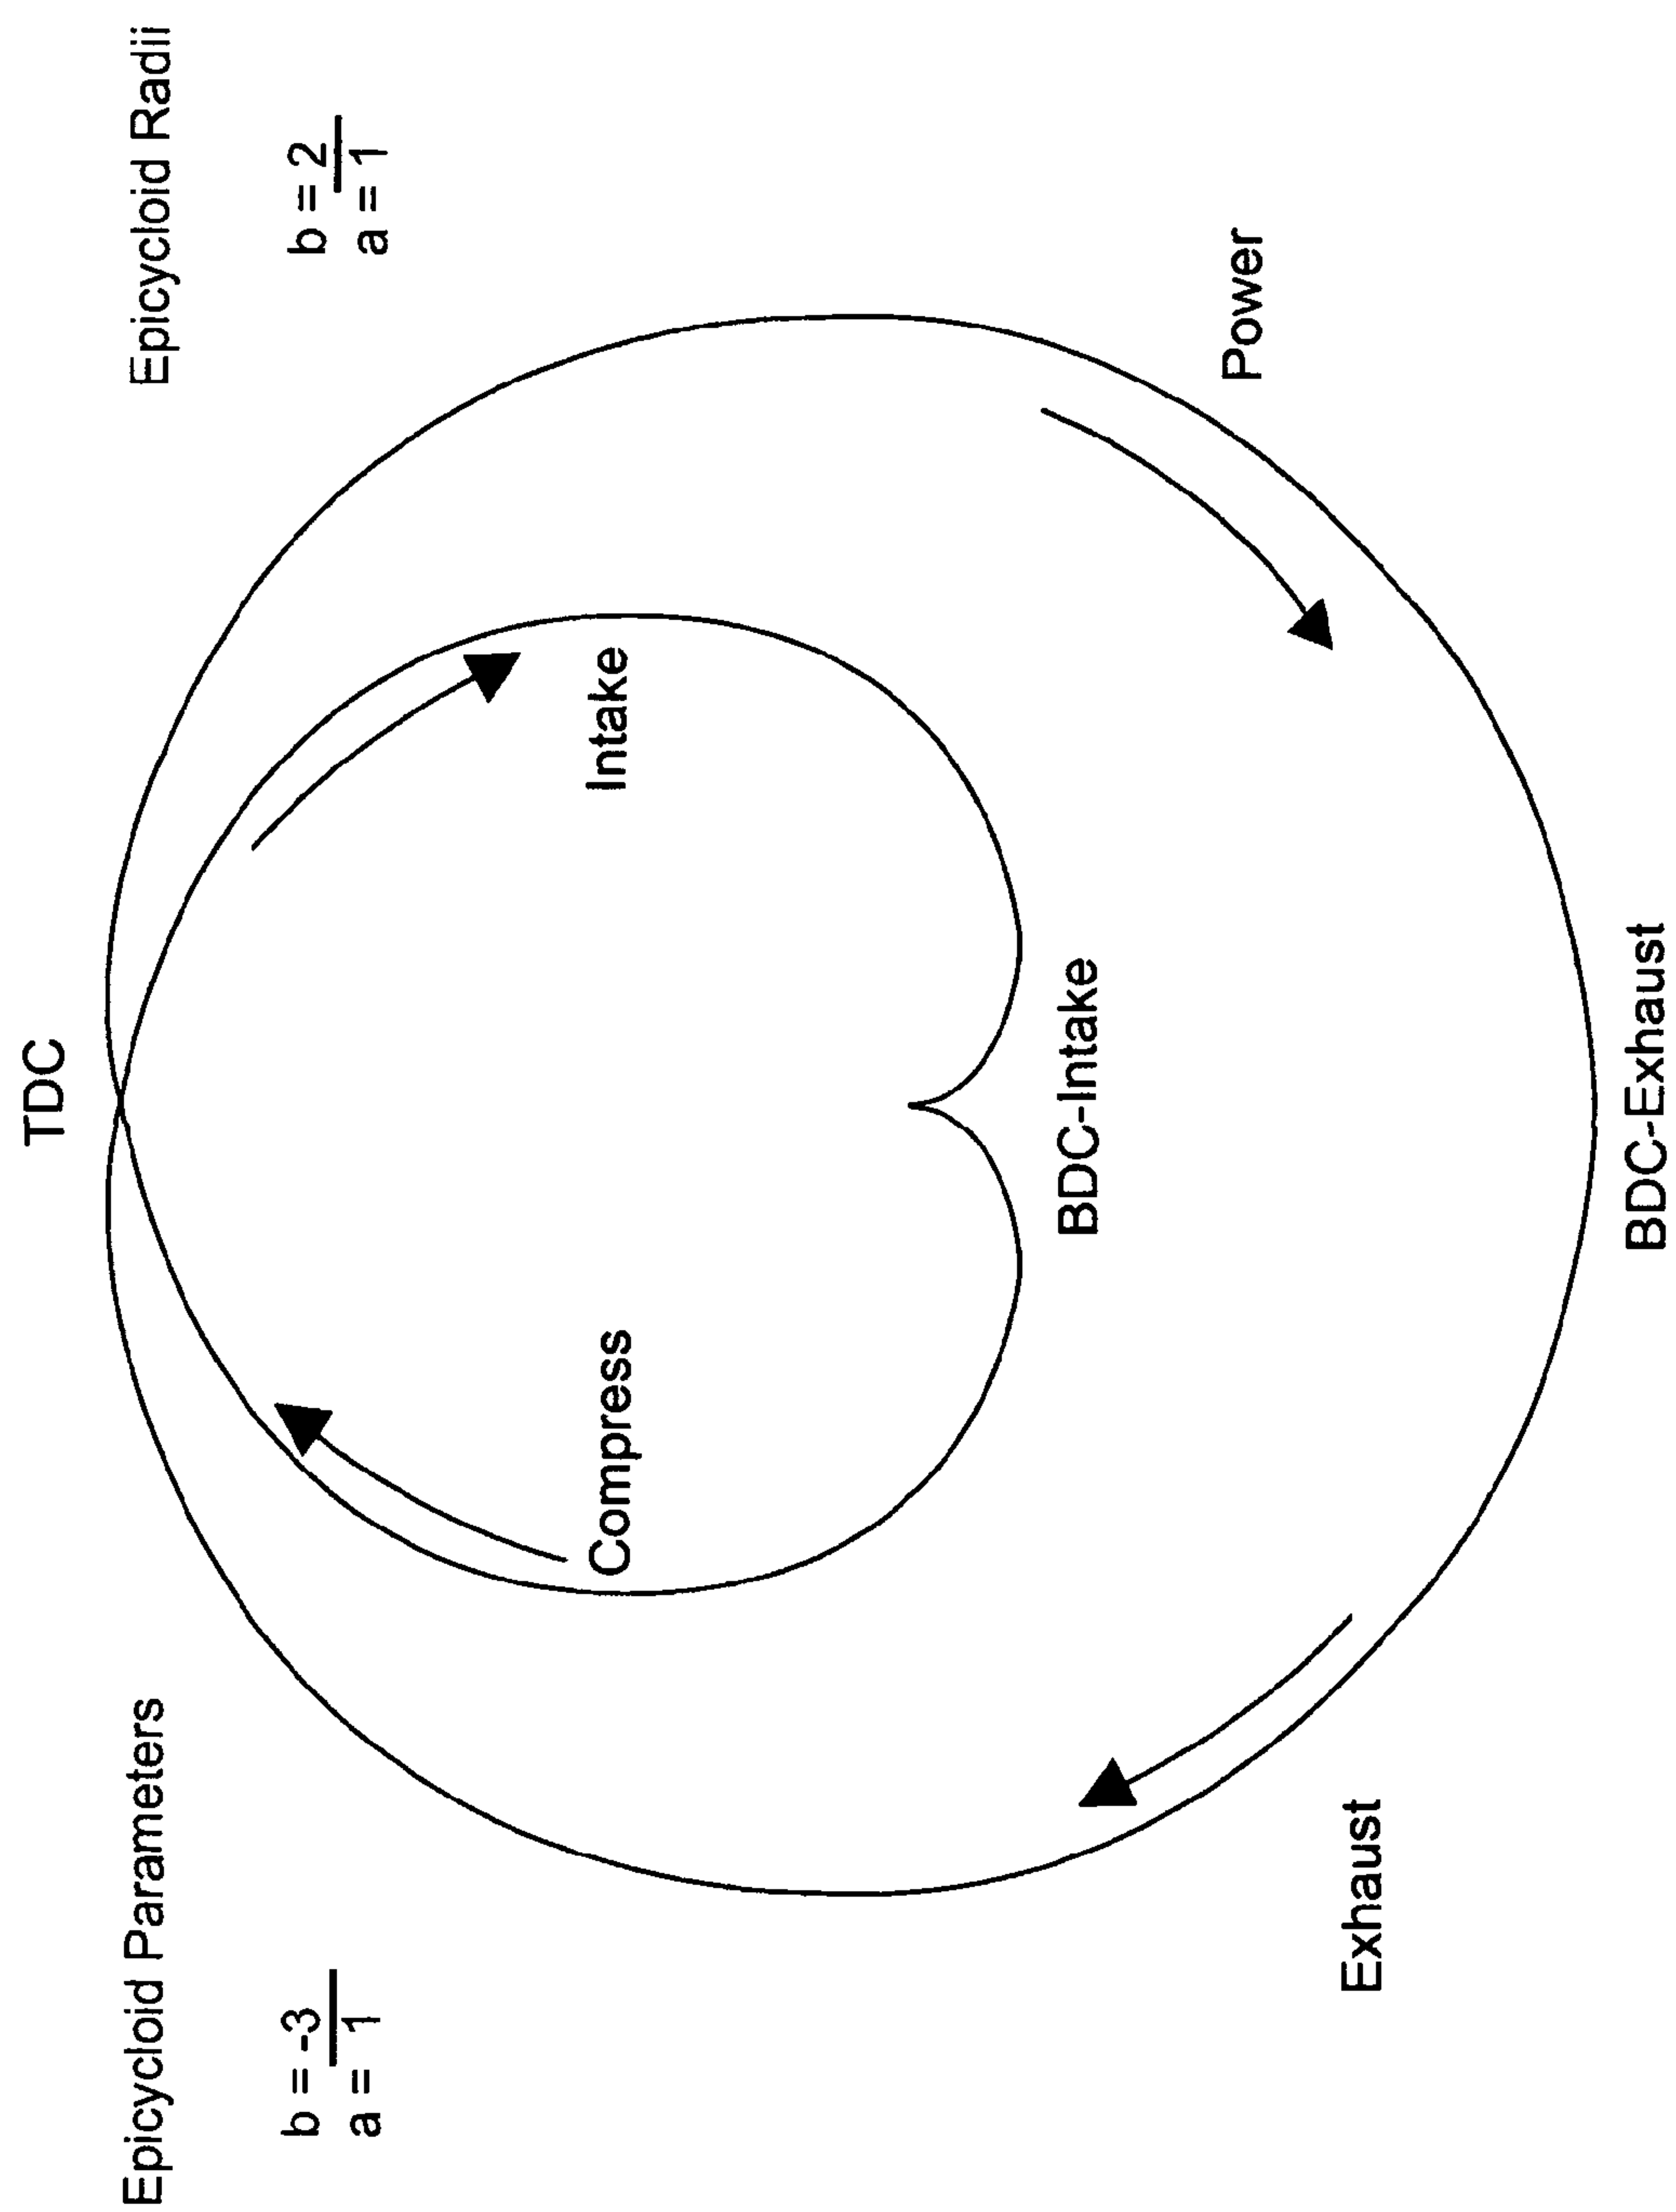 TDC
Epicycloid Parameters
b = -3
a = 1
Epicycloid Radii
b = 2
a = 1
Compress
Intake
BDC-Intake
Power
Exhaust
BDC-Exhaust